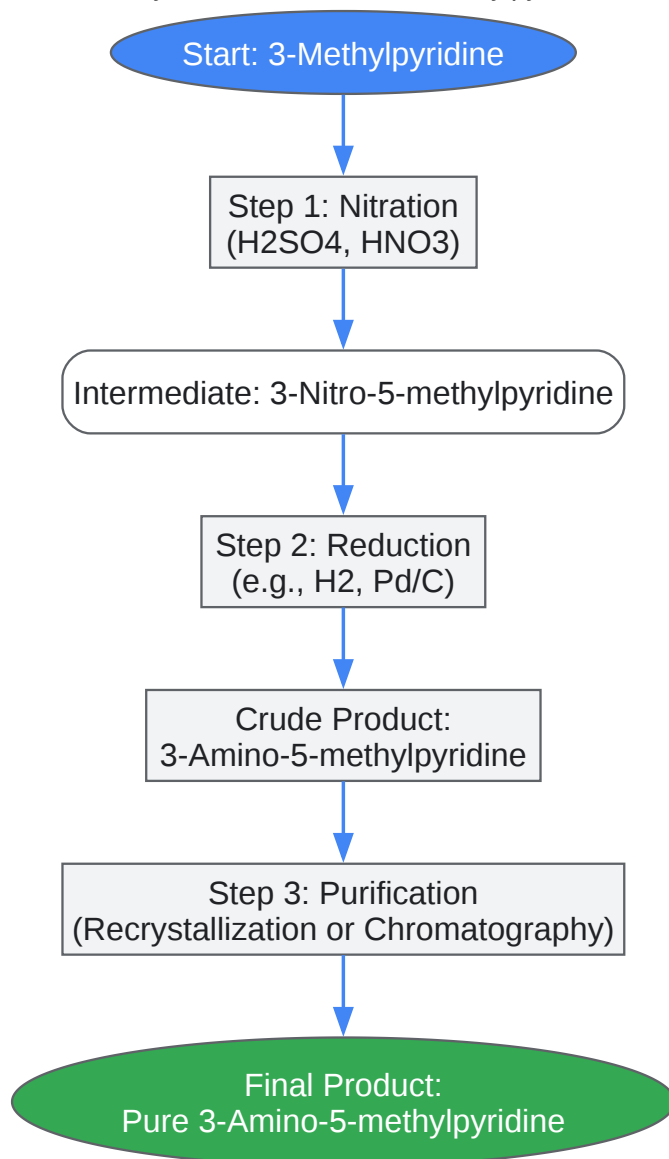 Start: 3-Methylpyridine
Step 1: Nitration
(H2SO4, HNO3)
Intermediate: 3-Nitro-5-methylpyridine
Step 2: Reduction
(e.g., H2, Pd/C)
Crude Product:
3-Amino-5-methylpyridine
Step 3: Purification
(Recrystallization or Chromatography)
Final Product:
Pure 3-Amino-5-methylpyridine